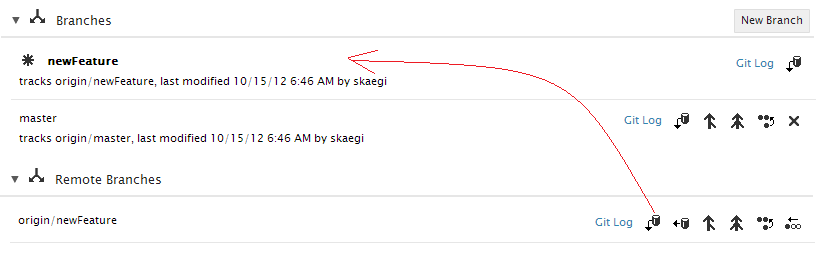 Branches
New Branch
newFeature
Git Log
tracks origin/newFeature, last modified 10/15/12 6:46 AM by skaegi
master
Git Log
tracks origin/master, last modified 10/15/12 6:46 AM by skaegi
Remote Branches
origin/newFeature
Git Log